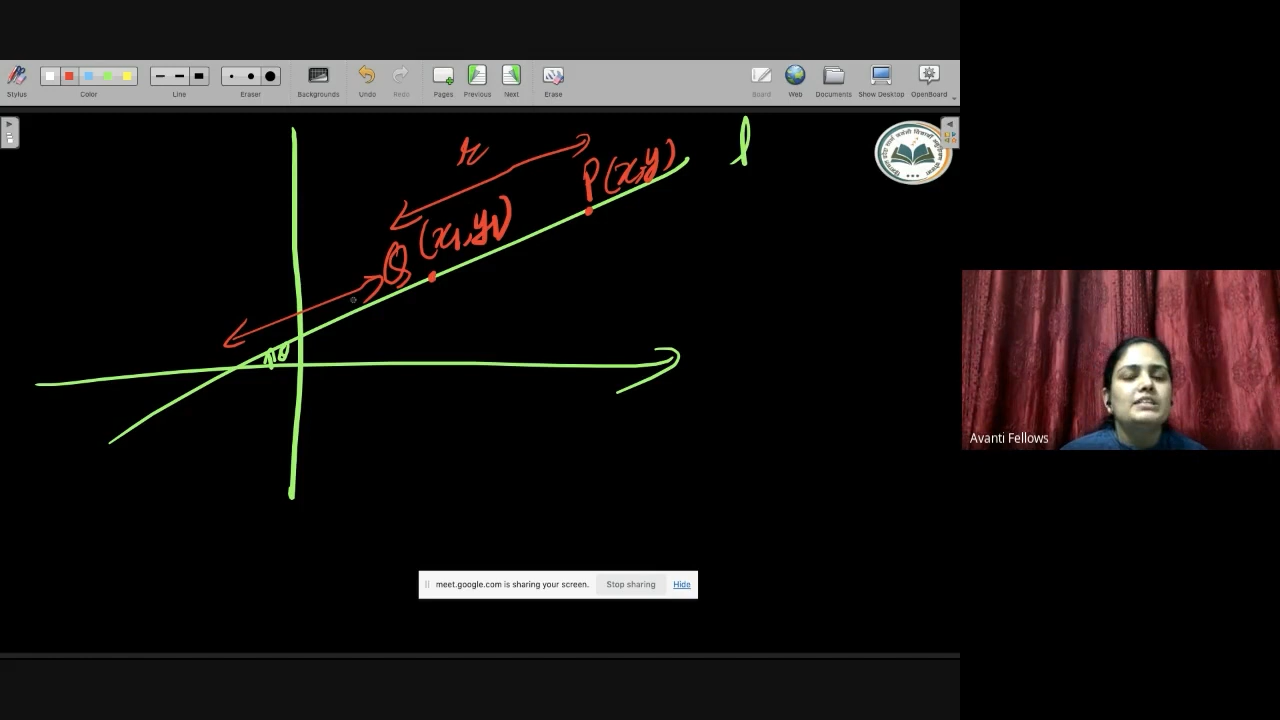 Stylus
Color
Line
Eraser
Backgrounds
Undo
Redo
Pages
Previous
Next
Erase
Board
Web
Documents
Show Desktop
OpenBoard
r
P(x,y)
l
Q(x1,y1)
θ
Avanti Fellows
meet.google.com is sharing your screen.
Stop sharing
Hide